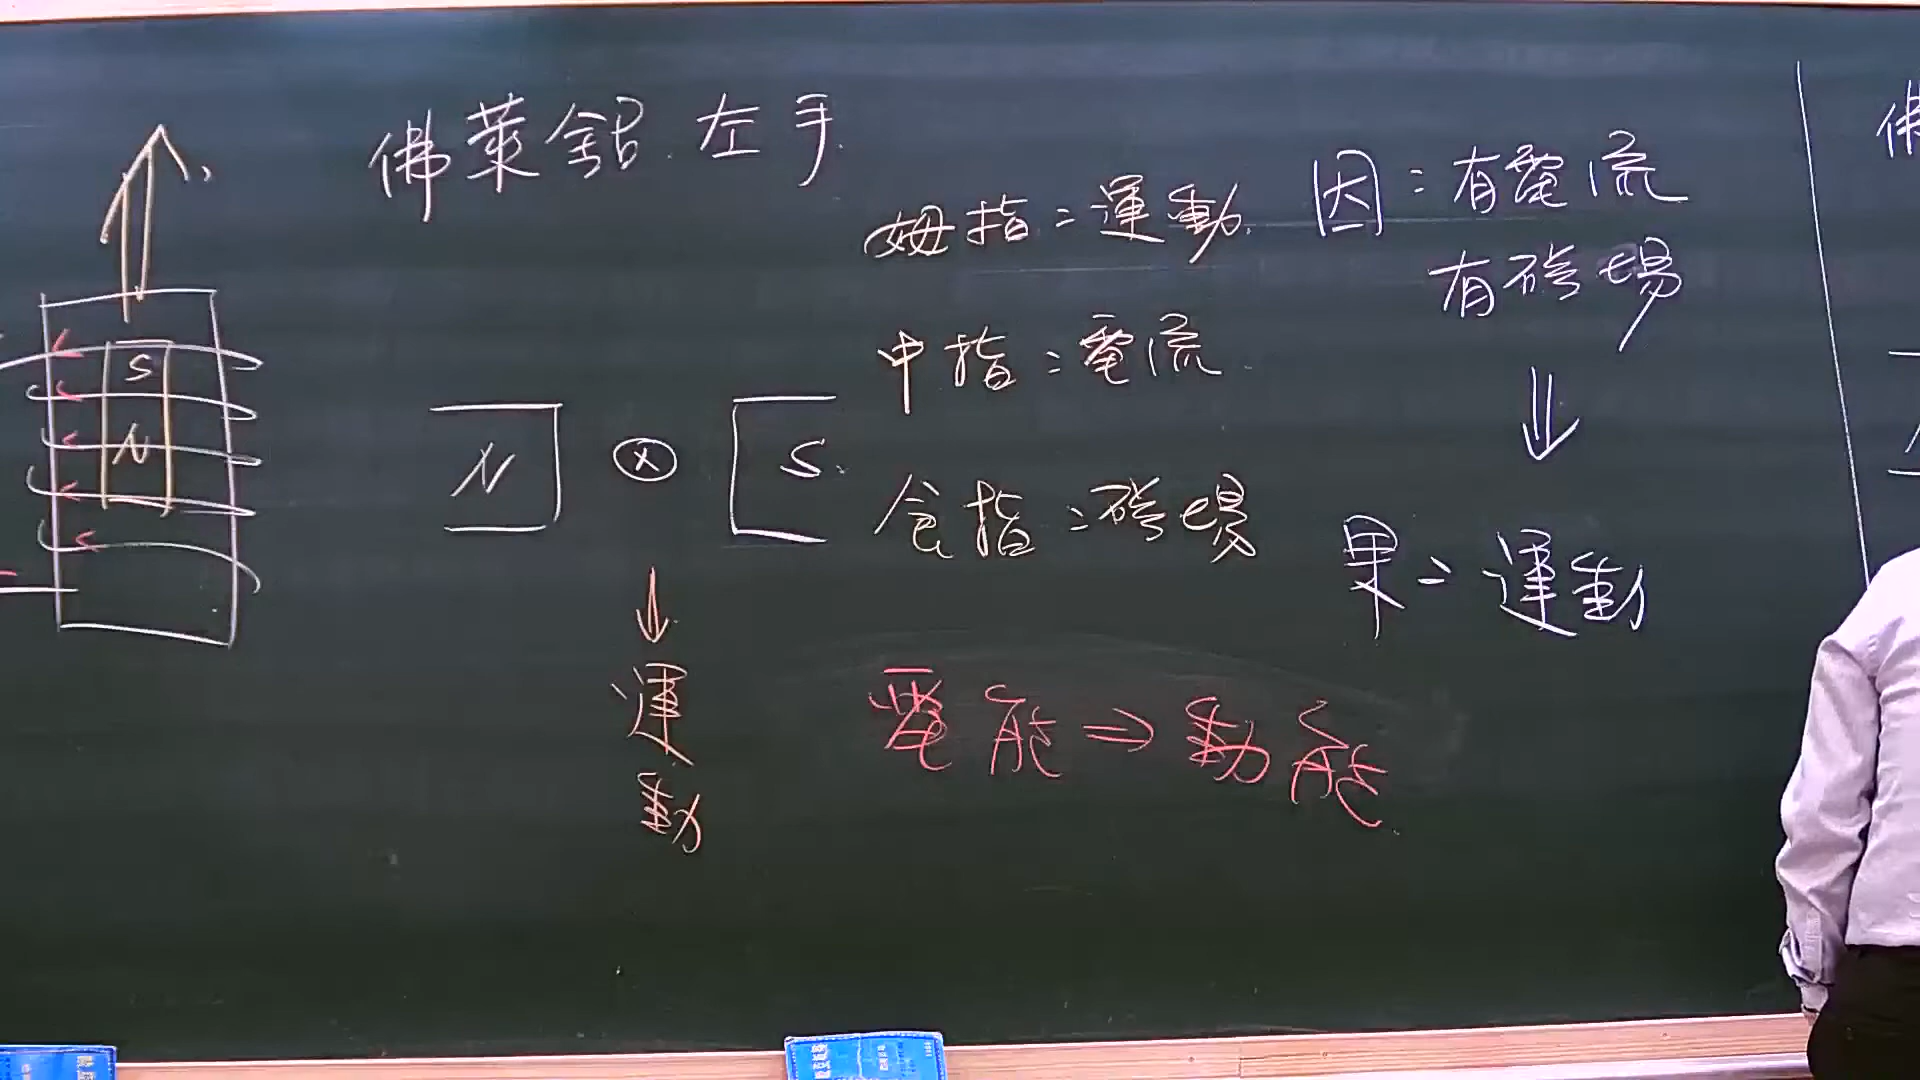 佛萊銘 左手
姆指：運動
中指：電流
食指：磁場
因：有電流
有磁場
⇓
果：運動
S
N
N
ⓧ
S
↓
運
動
電能⇒動能
佛